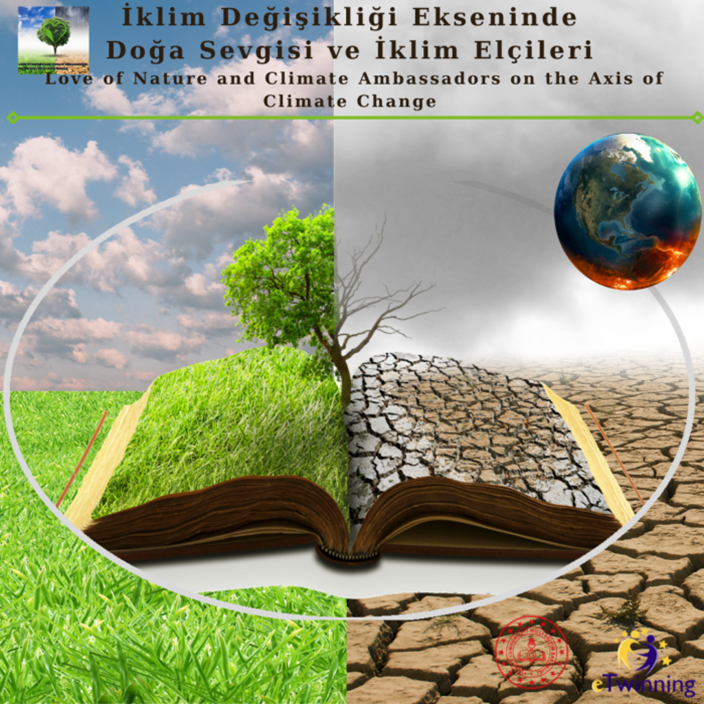 İklim Değişikliği Ekseninde
Doğa Sevgisi ve İklim Elçileri
Love of Nature and Climate Ambassadors on the Axis of
Climate Change
eTwinning